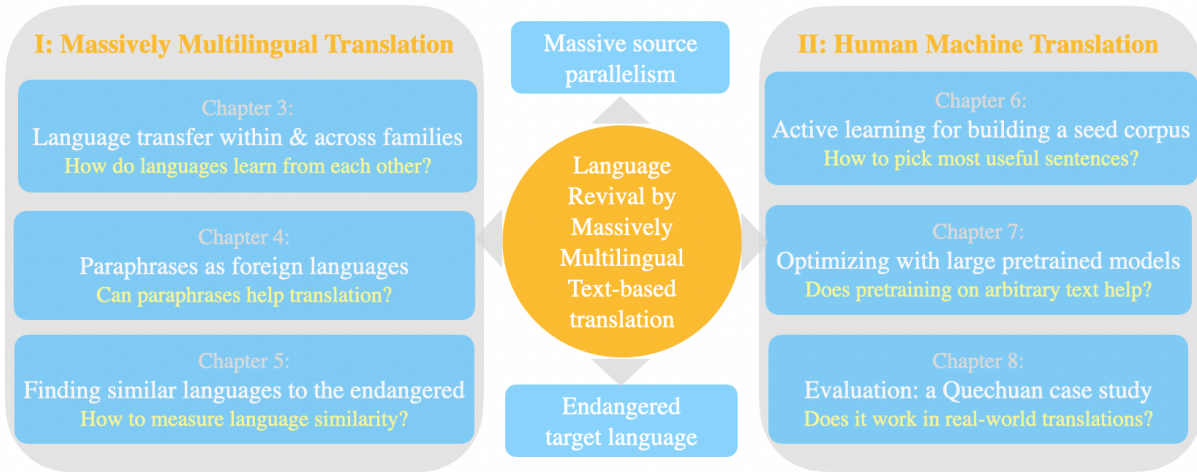 I: Massively Multilingual Translation
Chapter 3:
Language transfer within & across families
How do languages learn from each other?
Chapter 4:
Paraphrases as foreign languages
Can paraphrases help translation?
Chapter 5:
Finding similar languages to the endangered
How to measure language similarity?
Massive source
parallelism
Language
Revival by
Massively
Multilingual
Text-based
translation
Endangered
target language
II: Human Machine Translation
Chapter 6:
Active learning for building a seed corpus
How to pick most useful sentences?
Chapter 7:
Optimizing with large pretrained models
Does pretraining on arbitrary text help?
Chapter 8:
Evaluation: a Quechuan case study
Does it work in real-world translations?